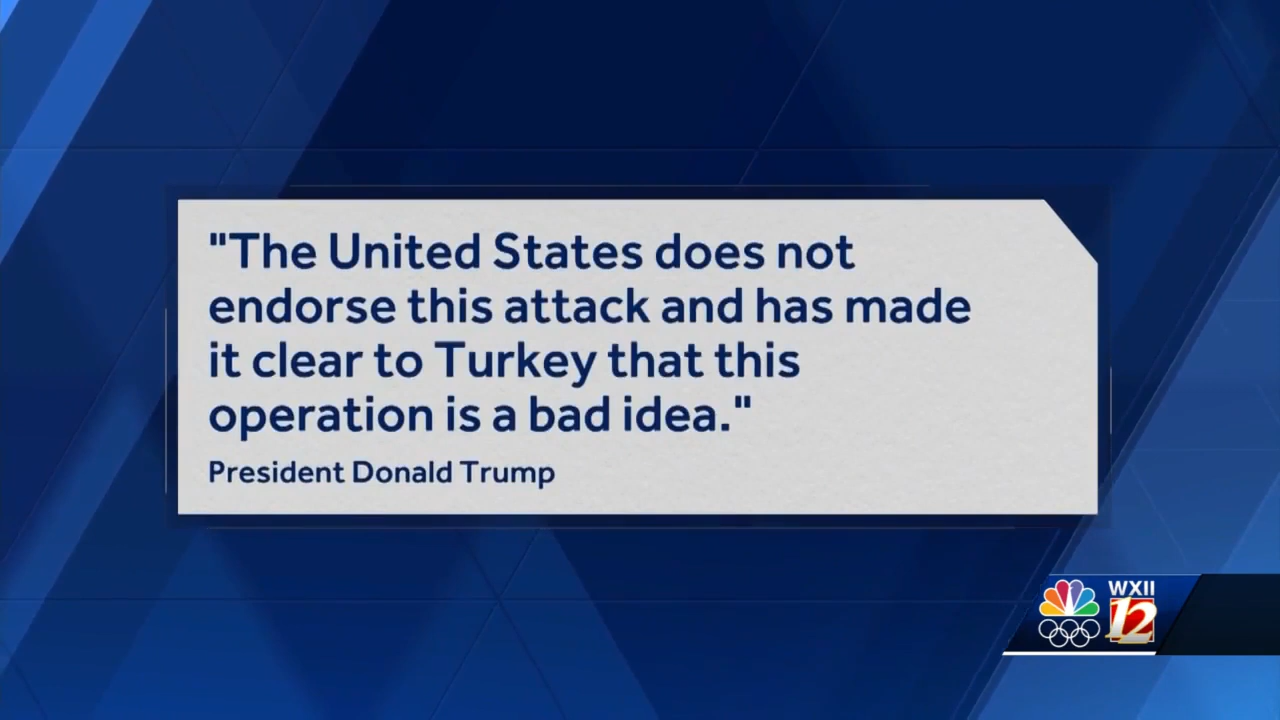 "The United States does not
endorse this attack and has made
it clear to Turkey that this
operation is a bad idea."
President Donald Trump
WXII
12